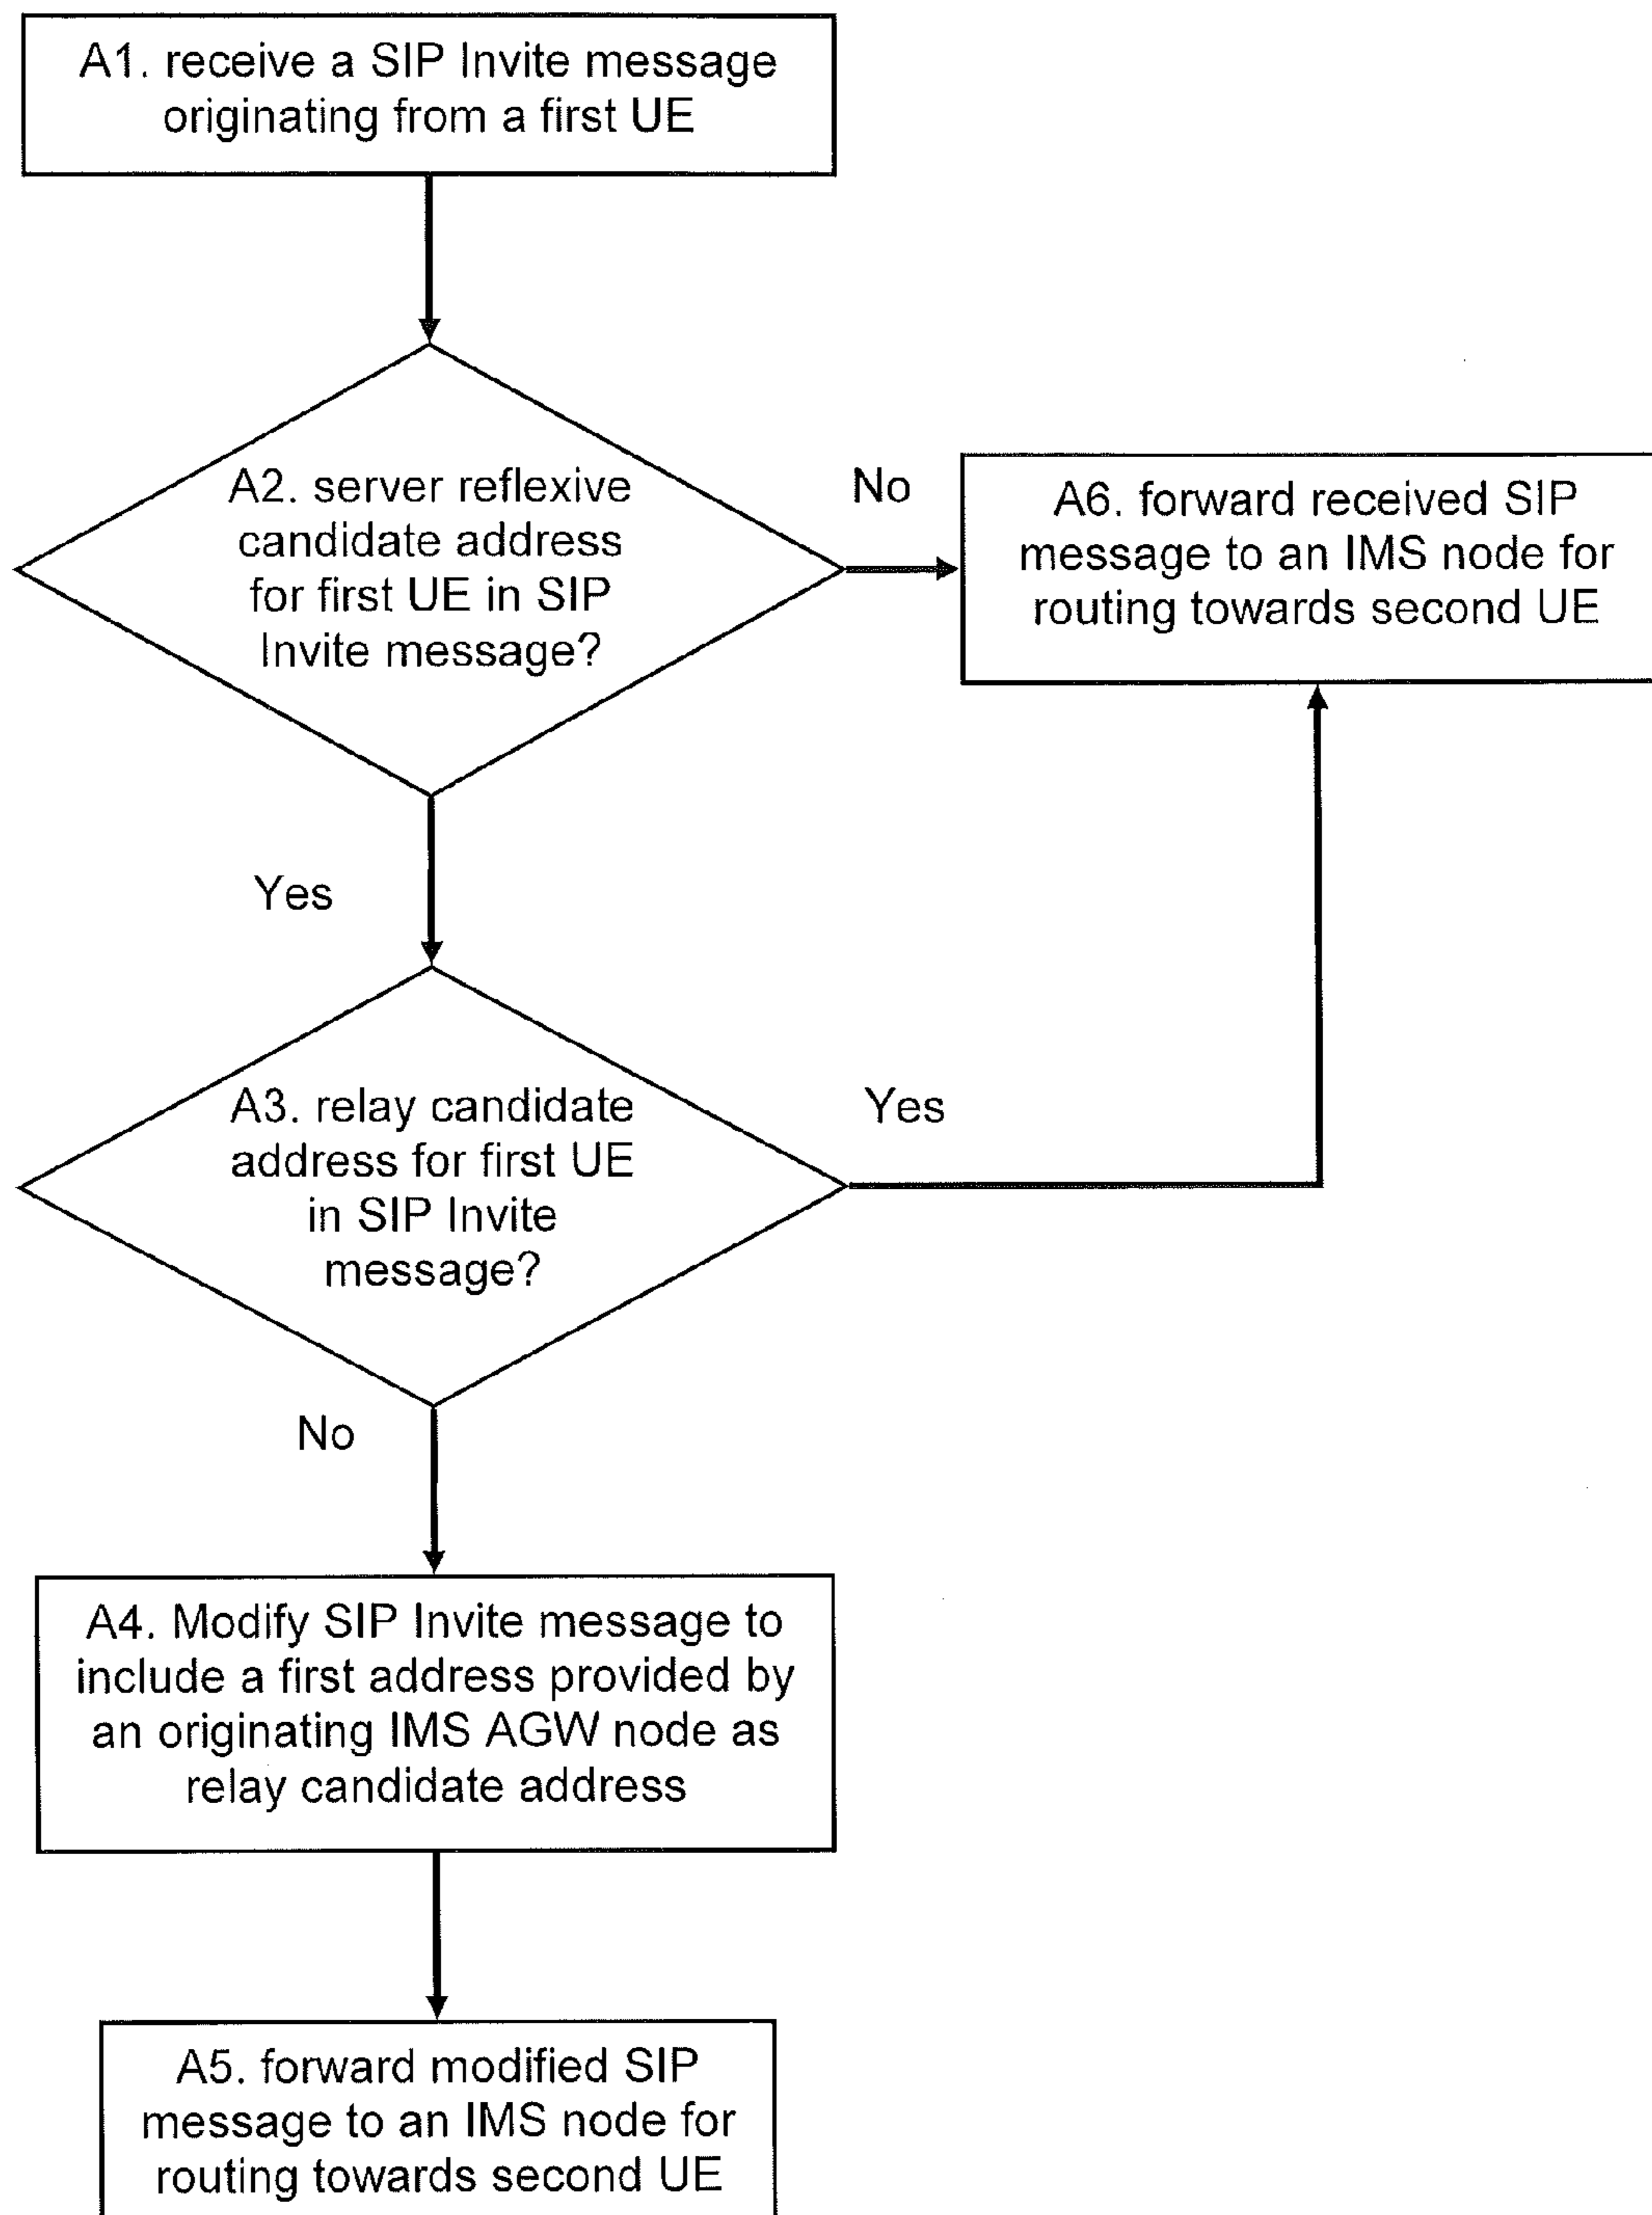 A1. receive a SIP Invite message
originating from a first UE
A2. server reflexive
candidate address
for first UE in SIP
Invite message?
No
A6. forward received SIP
message to an IMS node for
routing towards second UE
Yes
A3. relay candidate
address for first UE
in SIP Invite
message?
Yes
No
A4. Modify SIP Invite message to
include a first address provided by
an originating IMS AGW node as
relay candidate address
A5. forward modified SIP
message to an IMS node for
routing towards second UE